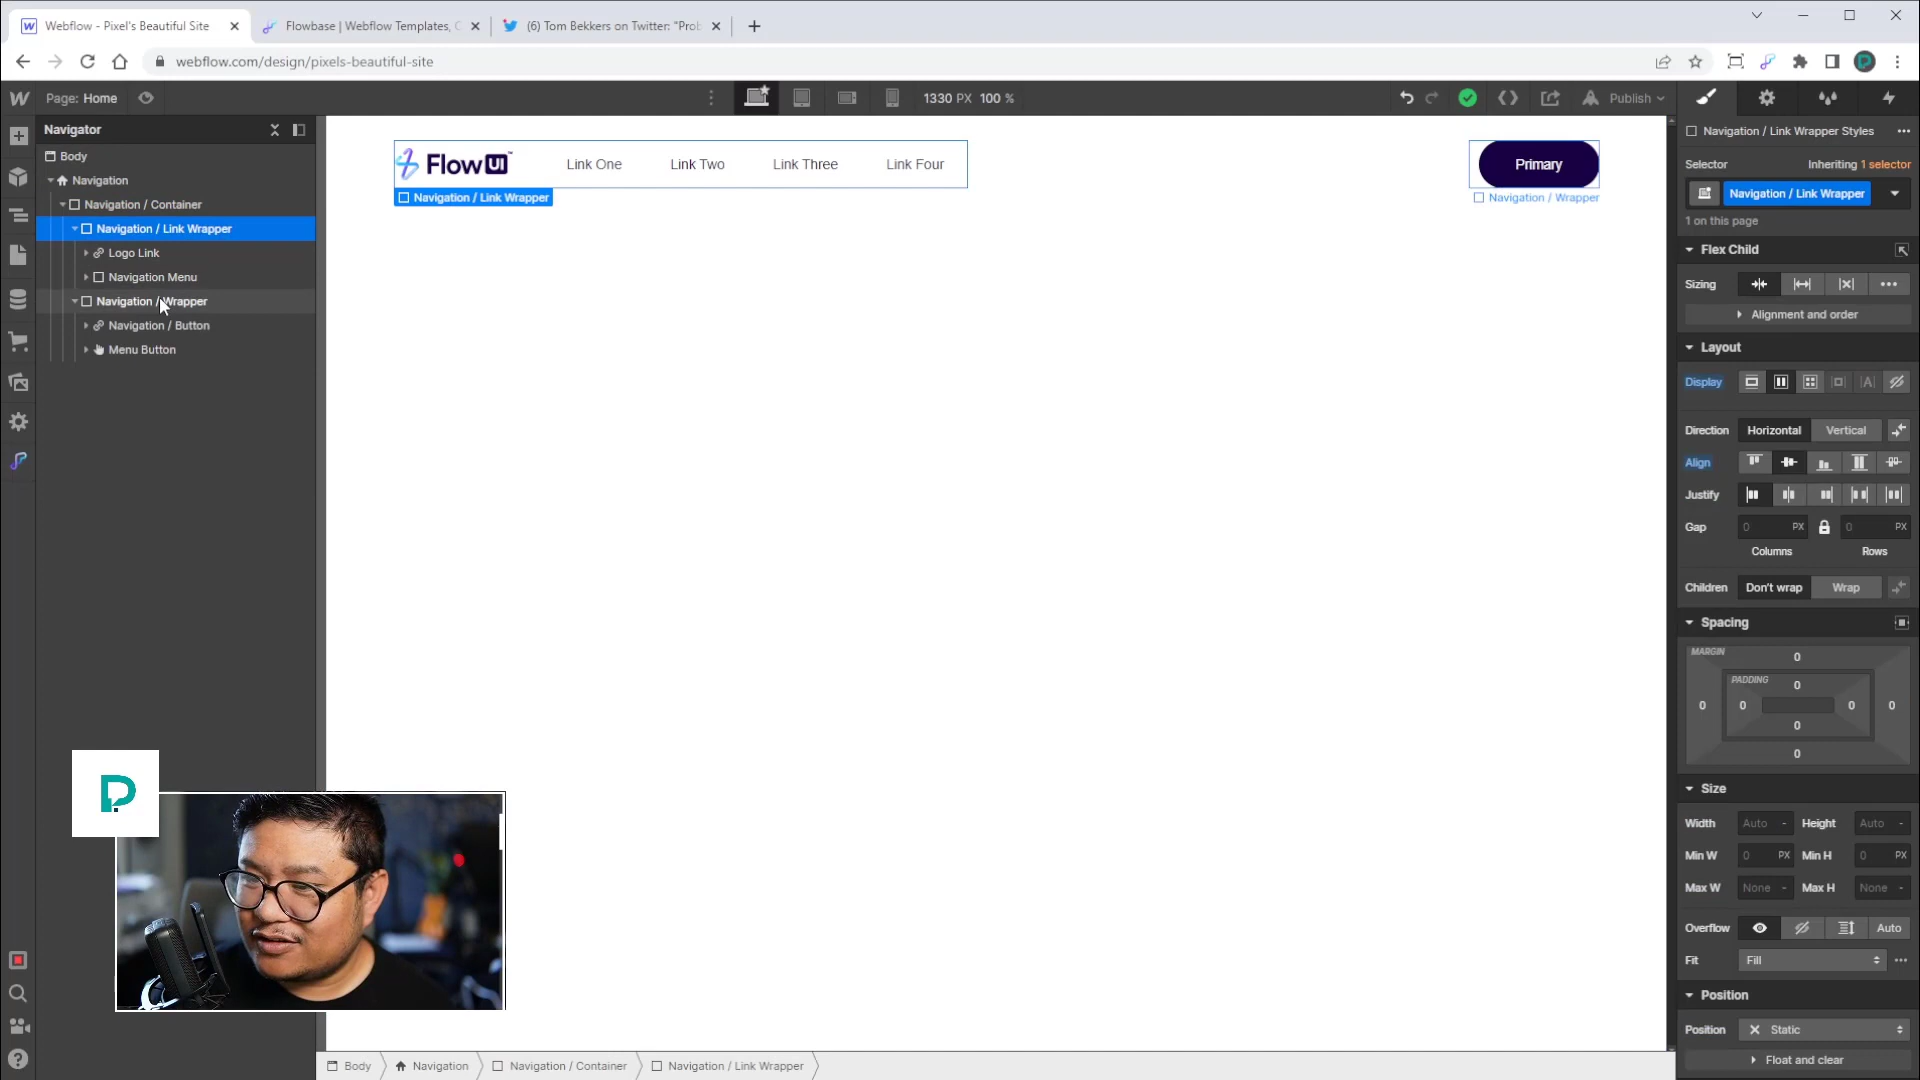 Webflow - Pixel's Beautiful Site
Flowbase | Webflow Templates, C
(6) Tom Bekkers on Twitter: "Prob
webflow.com/design/pixels-beautiful-site
Page: Home
1330 PX 100 %
Publish
Navigator
Body
Navigation
Navigation / Container
Navigation / Link Wrapper
Logo Link
Navigation Menu
Navigation / Wrapper
Navigation / Button
Menu Button
Flow UI ™
Link One
Link Two
Link Three
Link Four
Primary
Navigation / Link Wrapper
Navigation / Wrapper
Navigation / Link Wrapper Styles
Selector
Inheriting 1 selector
Navigation / Link Wrapper
1 on this page
Flex Child
Sizing
Alignment and order
Layout
Display
Direction Horizontal Vertical
Align
Justify
Gap 0 PX 0 PX
Columns Rows
Children Don't wrap Wrap
Spacing
MARGIN
0
PADDING
0
0 0 0 0
0
0
Size
Width Auto - Height Auto -
Min W 0 PX Min H 0 PX
Max W None - Max H None -
Overflow Auto
Fit Fill
Position
Position Static
Float and clear
Body
Navigation
Navigation / Container
Navigation / Link Wrapper